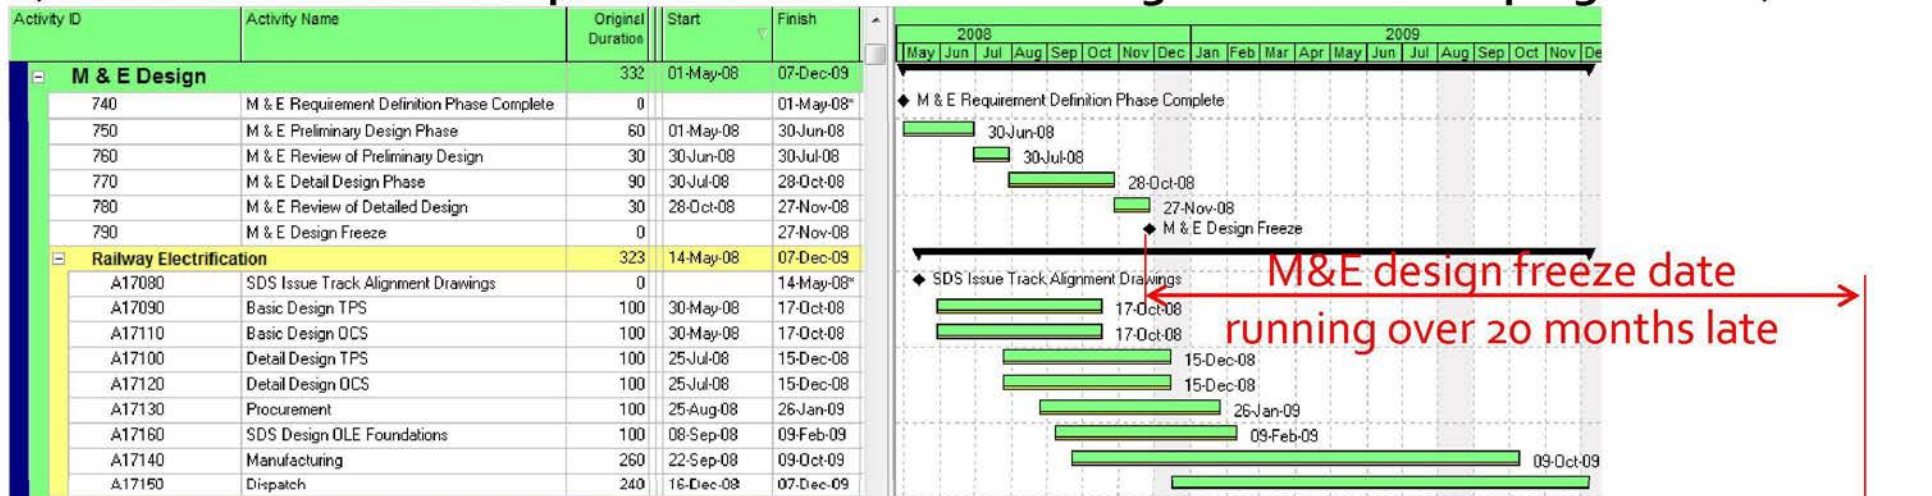 Activity ID Activity Name Original Duration Start Finish
2008 2009
May Jun Jul Aug Sep Oct Nov Dec Jan Feb Mar Apr May Jun Jul Aug Sep Oct Nov De
M & E Design 332 01-May-08 07-Dec-09
740 M & E Requirement Definition Phase Complete 0 01-May-08* M & E Requirement Definition Phase Complete
750 M & E Preliminary Design Phase 60 01-May-08 30-Jun-08 30-Jun-08
760 M & E Review of Preliminary Design 30 30-Jun-08 30-Jul-08 30-Jul-08
770 M & E Detail Design Phase 90 30-Jul-08 28-Oct-08 28-Oct-08
780 M & E Review of Detailed Design 30 28-Oct-08 27-Nov-08 27-Nov-08
790 M & E Design Freeze 0 27-Nov-08 M & E Design Freeze
Railway Electrification 323 14-May-08 07-Dec-09
A17080 SDS Issue Track Alignment Drawings 0 14-May-08* SDS Issue Track Alignment Drawings
A17090 Basic Design TPS 100 30-May-08 17-Oct-08 17-Oct-08
A17110 Basic Design OCS 100 30-May-08 17-Oct-08 17-Oct-08
A17100 Detail Design TPS 100 25-Jul-08 15-Dec-08 15-Dec-08
A17120 Detail Design OCS 100 25-Jul-08 15-Dec-08 15-Dec-08
A17130 Procurement 100 25-Aug-08 26-Jan-09 26-Jan-09
A17160 SDS Design OLE Foundations 100 08-Sep-08 09-Feb-09 09-Feb-09
A17140 Manufacturing 260 22-Sep-08 09-Oct-09 09-Oct-09
A17150 Dispatch 240 16-Dec-08 07-Dec-09
M&E design freeze date
running over 20 months late